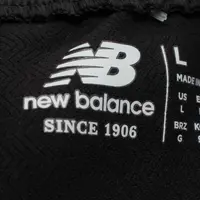 NB
new balance
SINCE 1906
L
MADE IN
US
L
BRZ
G